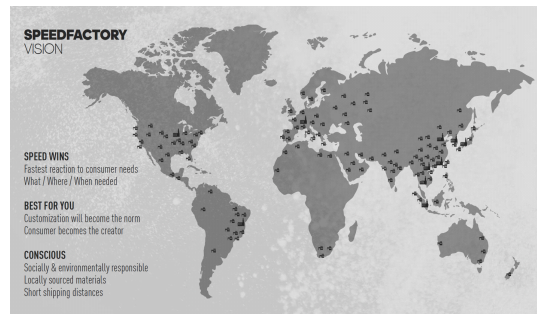 SPEEDFACTORY
VISION
SPEED WINS
Fastest reaction to consumer needs
What / Where / When needed
BEST FOR YOU
Customization will become the norm
Consumer becomes the creator
CONSCIOUS
Socially & environmentally responsible
Locally sourced materials
Short shipping distances